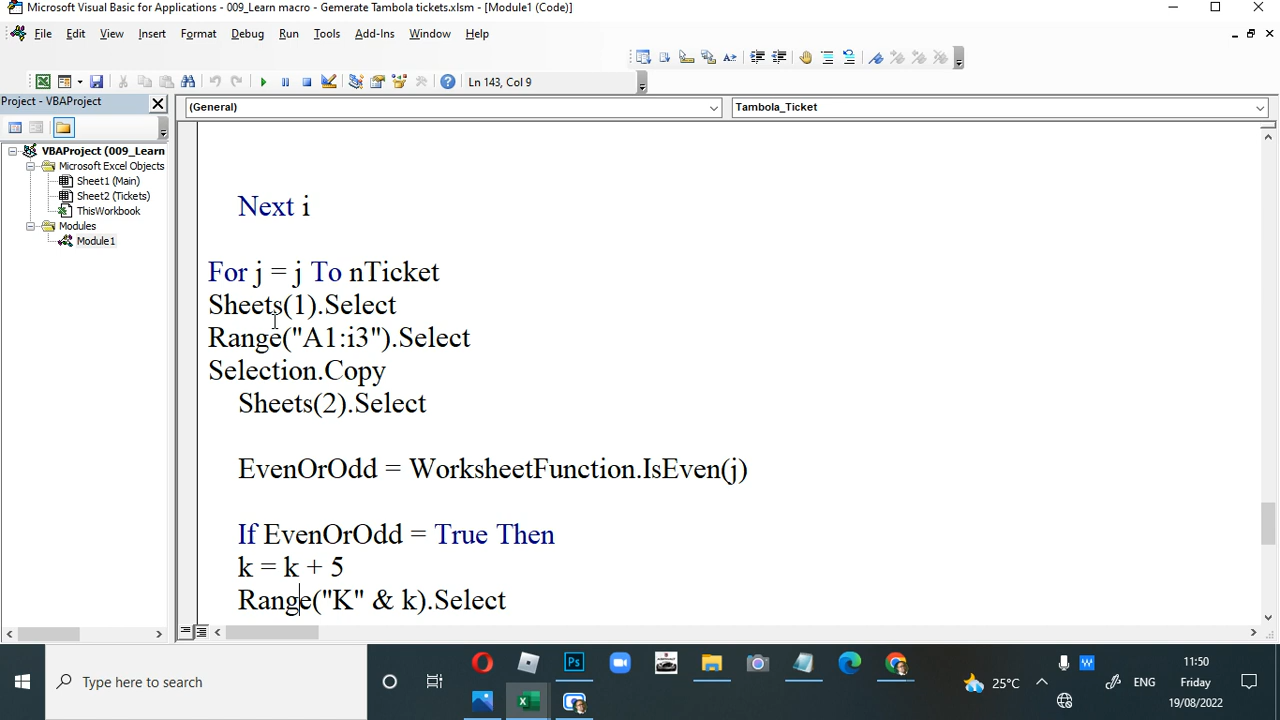 Microsoft Visual Basic for Applications - 009_Learn macro - Gemerate Tambola tickets.xlsm - [Module1 (Code)]
File Edit View Insert Format Debug Run Tools Add-Ins Window Help
Ln 143, Col 9
Project - VBAProject
(General)
Tambola_Ticket
VBAProject (009_Learn
Microsoft Excel Objects
Sheet1 (Main)
Sheet2 (Tickets)
ThisWorkbook
Modules
Module1
Next i
For j = j To nTicket
Sheets(1).Select
Range("A1:i3").Select
Selection.Copy
Sheets(2).Select
EvenOrOdd = WorksheetFunction.IsEven(j)
If EvenOrOdd = True Then
k = k + 5
Range("K" & k).Select
Type here to search
Ps
25°C
ENG
11:50
Friday
19/08/2022